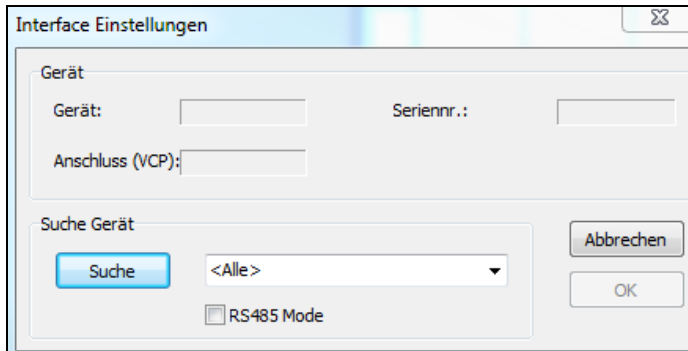 Interface Einstellungen
Gerät
Gerät: Seriennr.:
Anschluss (VCP):
Suche Gerät
Suche <Alle> Abbrechen
RS485 Mode OK